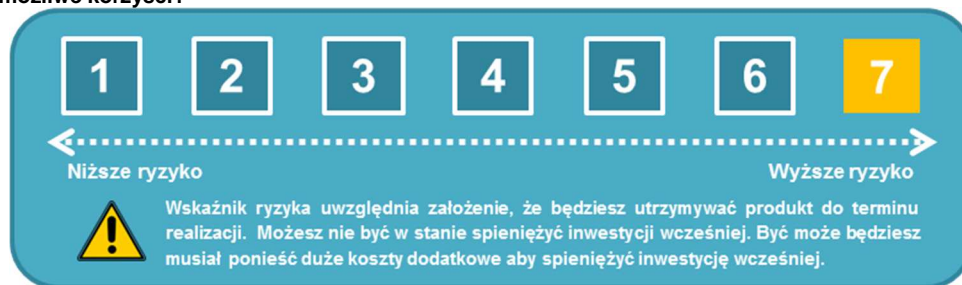 możliwe korzyści?
1 2 3 4 5 6 7
Niższe ryzyko Wyższe ryzyko
Wskaźnik ryzyka uwzględnia założenie, że będziesz utrzymywać produkt do terminu
realizacji. Możesz nie być w stanie spieniężyć inwestycji wcześniej. Być może będziesz
musiał ponieść duże koszty dodatkowe aby spieniężyć inwestycję wcześniej.